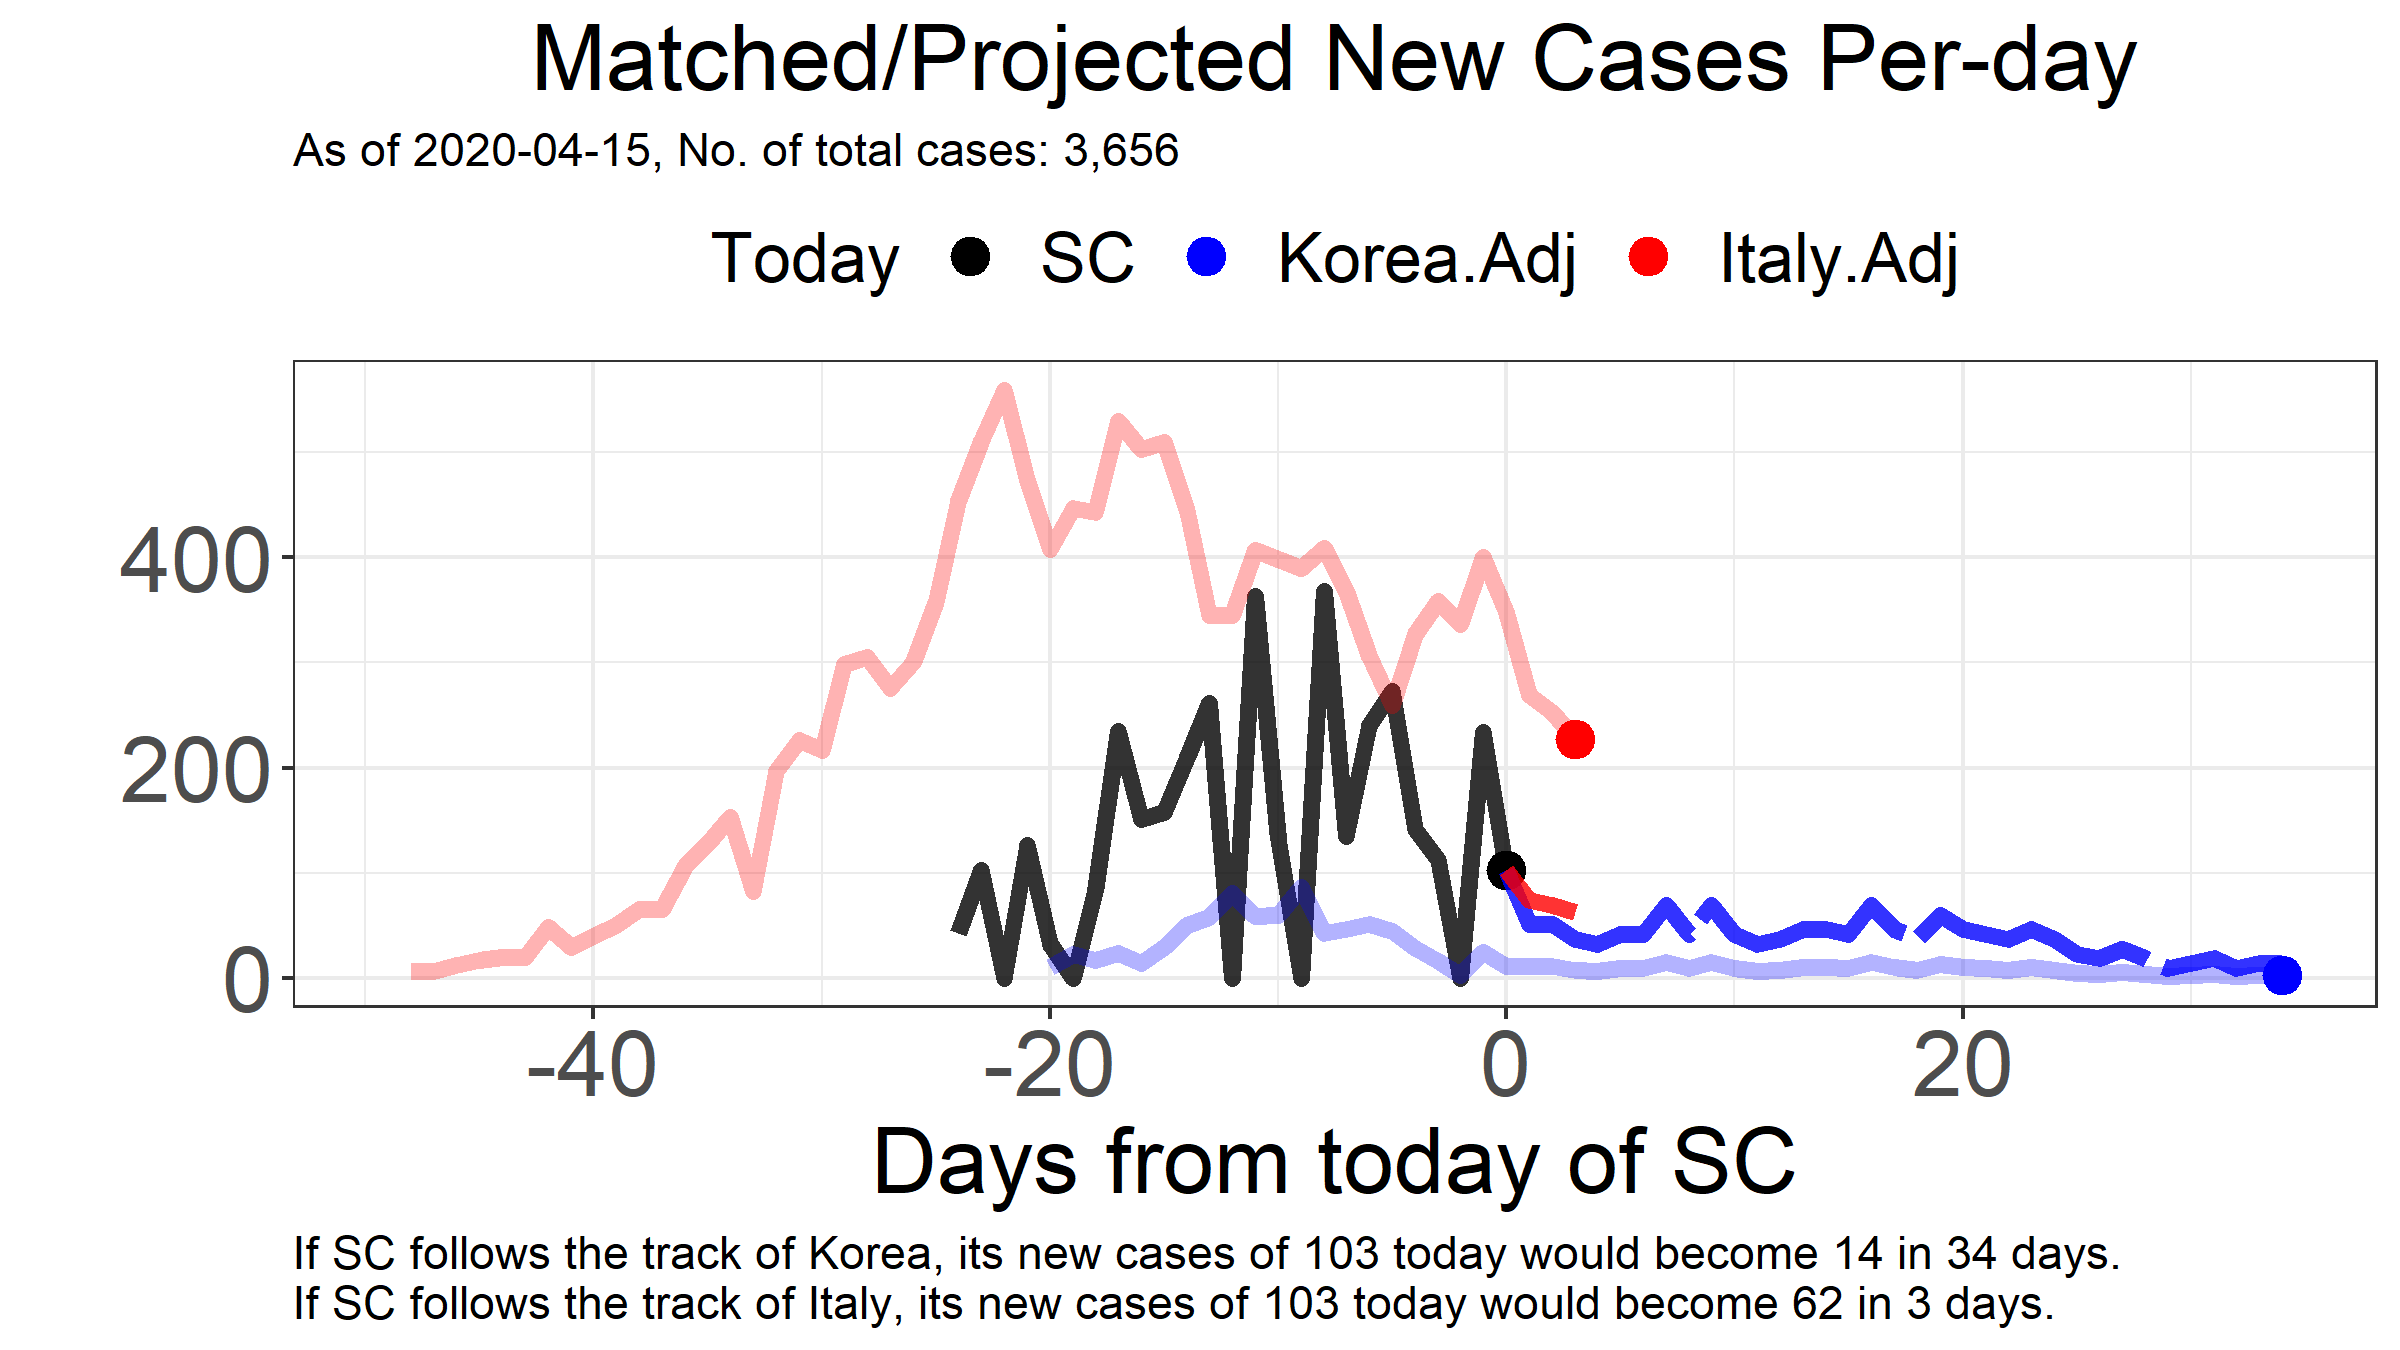 Matched/Projected New Cases Per-day
As of 2020-04-15, No. of total cases: 3,656
Today SC Korea.Adj Italy.Adj
400
200
0
-40 -20 0 20
Days from today of SC
If SC follows the track of Korea, its new cases of 103 today would become 14 in 34 days.
If SC follows the track of Italy, its new cases of 103 today would become 62 in 3 days.